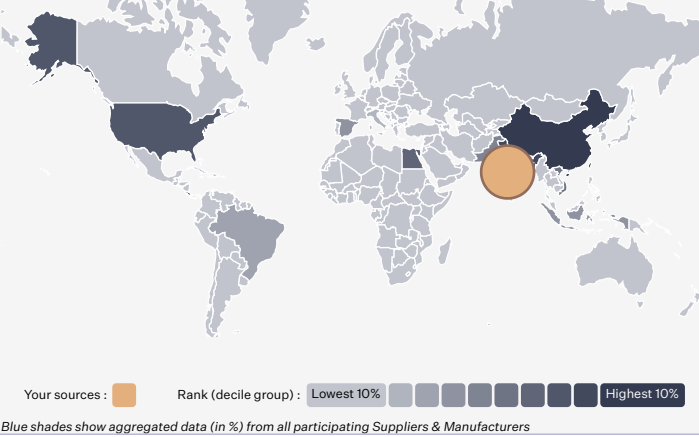 Your sources :
Rank (decile group) :
Lowest 10%
Highest 10%
Blue shades show aggregated data (in %) from all participating Suppliers & Manufacturers